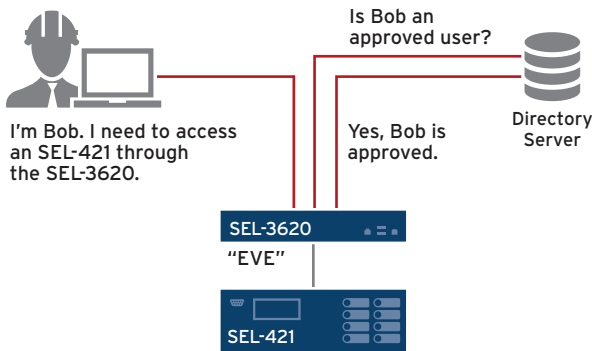 Is Bob an
approved user?
I'm Bob. I need to access
an SEL-421 through
the SEL-3620.
Yes, Bob is
approved.
Directory
Server
SEL-3620
“EVE”
SEL-421